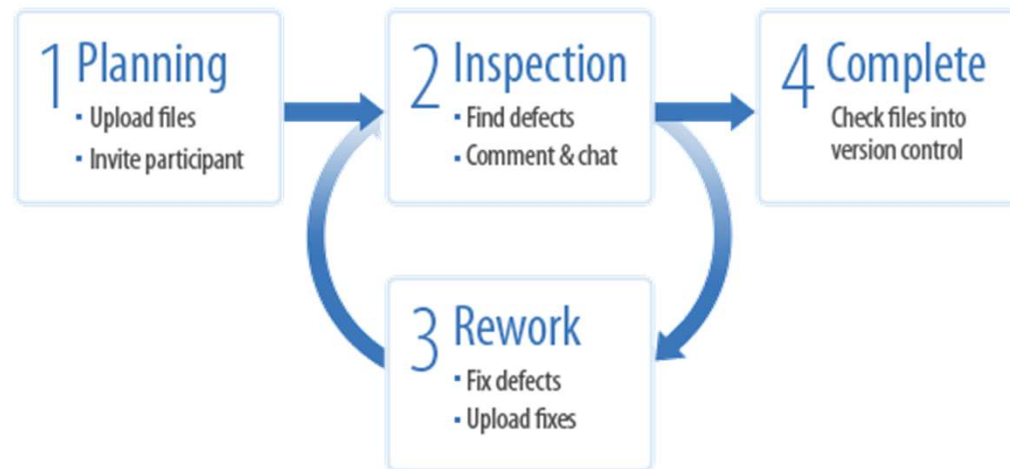 1 Planning
▪ Upload files
▪ Invite participant
2 Inspection
▪ Find defects
▪ Comment & chat
4 Complete
Check files into
version control
3 Rework
▪ Fix defects
▪ Upload fixes